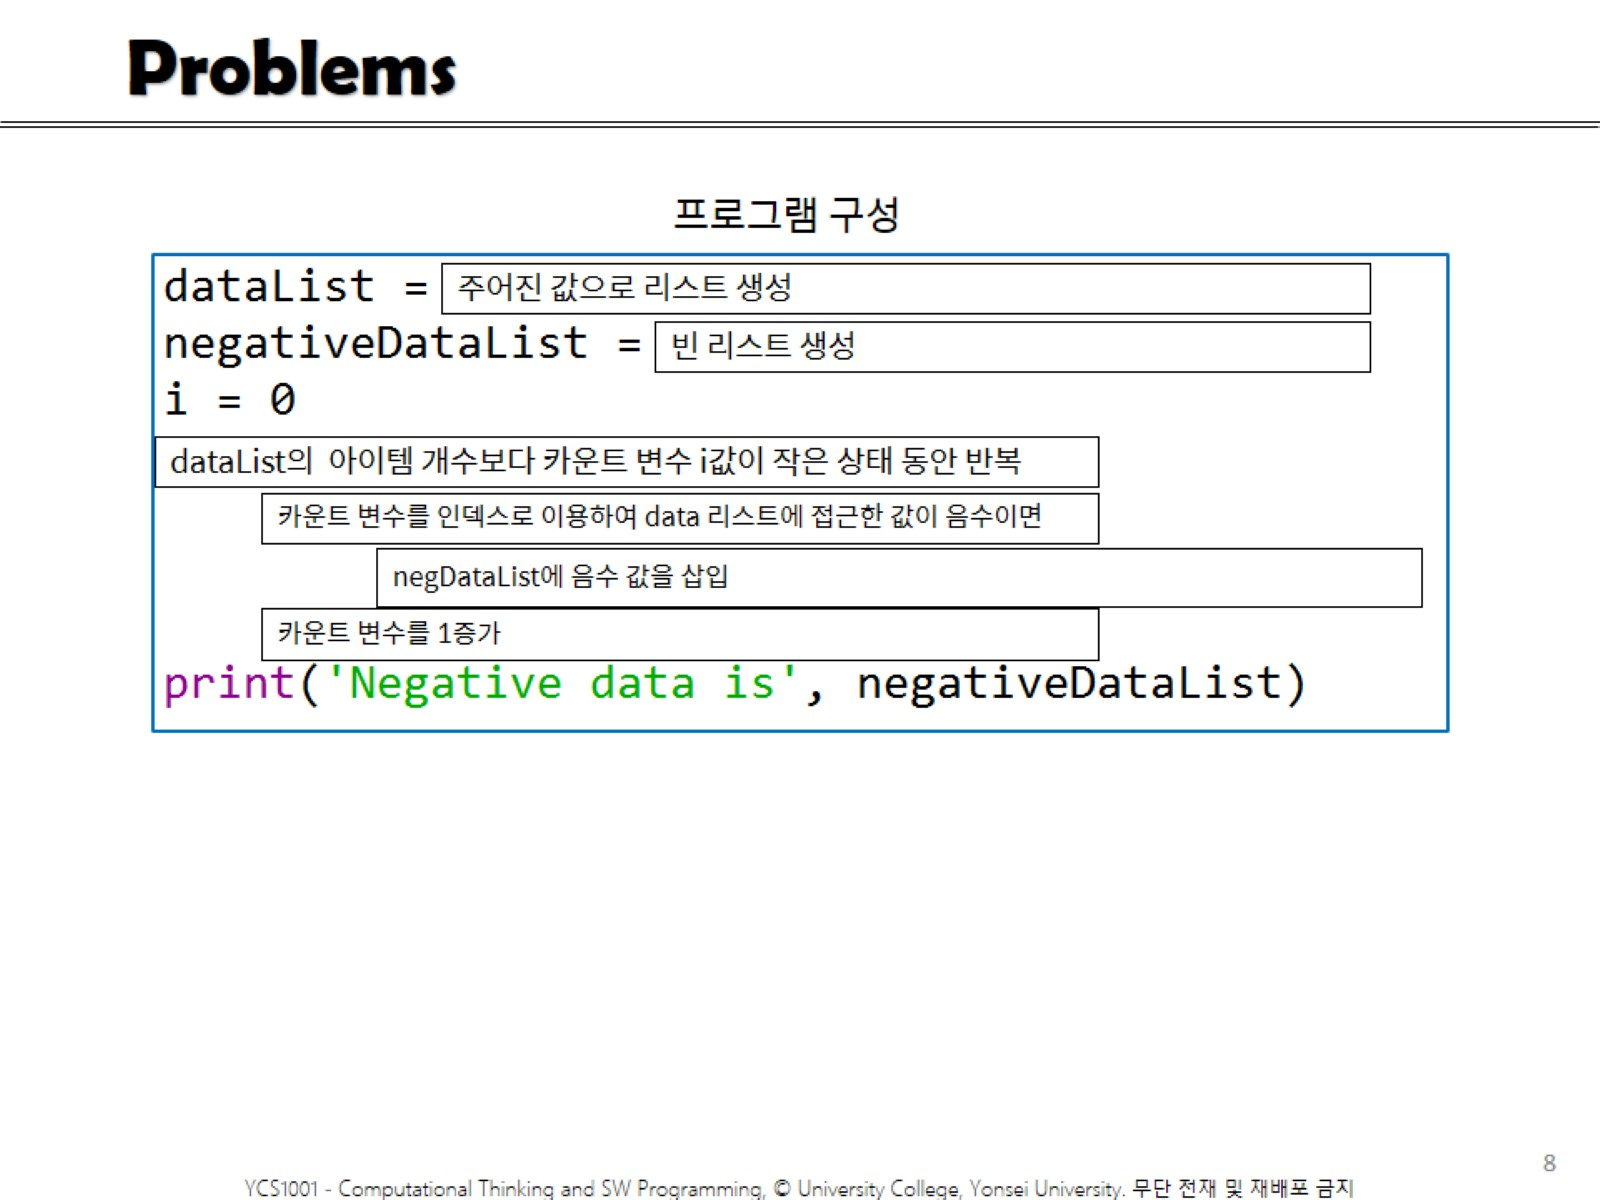 Problems
프로그램 구성
dataList = 주어진 값으로 리스트 생성
negativeDataList = 빈 리스트 생성
i = 0
dataList의 아이템 개수보다 카운트 변수 i값이 작은 상태 동안 반복
카운트 변수를 인덱스로 이용하여 data 리스트에 접근한 값이 음수이면
negDataList에 음수 값을 삽입
카운트 변수를 1증가
print('Negative data is', negativeDataList)
8
YCS1001 - Computational Thinking and SW Programming, © University College, Yonsei University. 무단 전재 및 재배포 금지